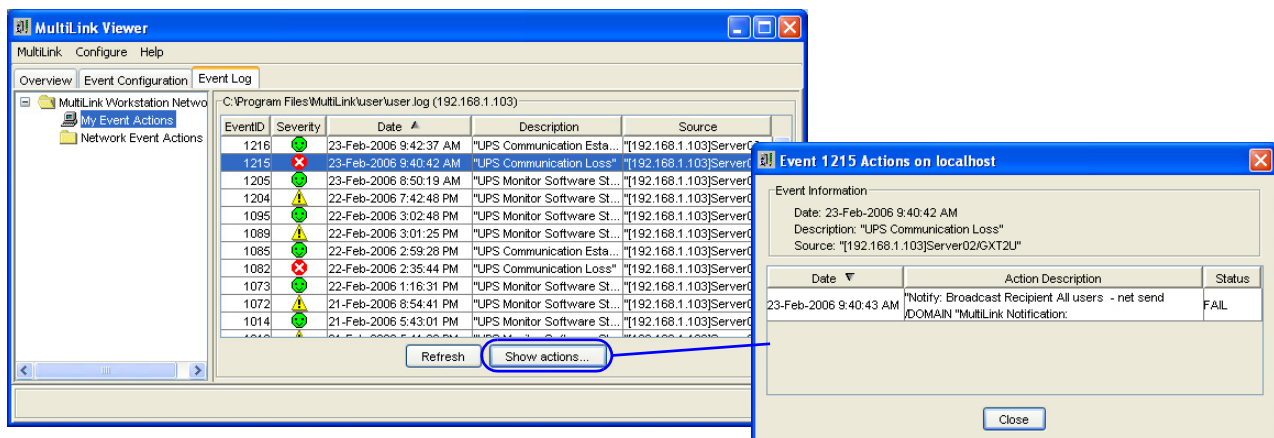 MultiLink Viewer
MultiLink Configure Help
Overview Event Configuration Event Log
MultiLink Workstation Netwo
My Event Actions
Network Event Actions
C:\Program Files\MultiLink\user\user.log (192.168.1.103)
EventID Severity Date Description Source
1216 23-Feb-2006 9:42:37 AM "UPS Communication Esta... "[192.168.1.103]Server0
1215 23-Feb-2006 9:40:42 AM "UPS Communication Loss" "[192.168.1.103]Server0
1205 23-Feb-2006 8:50:19 AM "UPS Monitor Software St... "[192.168.1.103]Server0
1204 22-Feb-2006 7:42:48 PM "UPS Monitor Software St... "[192.168.1.103]Server0
1095 22-Feb-2006 3:02:48 PM "UPS Monitor Software St... "[192.168.1.103]Server0
1089 22-Feb-2006 3:01:25 PM "UPS Monitor Software St... "[192.168.1.103]Server0
1085 22-Feb-2006 2:59:28 PM "UPS Communication Esta... "[192.168.1.103]Server0
1082 22-Feb-2006 2:35:44 PM "UPS Communication Loss" "[192.168.1.103]Server0
1073 22-Feb-2006 1:16:31 PM "UPS Monitor Software St... "[192.168.1.103]Server0
1072 21-Feb-2006 8:54:41 PM "UPS Monitor Software St... "[192.168.1.103]Server0
1014 21-Feb-2006 5:43:01 PM "UPS Monitor Software St... "[192.168.1.103]Server0
Refresh Show actions...
Event 1215 Actions on localhost
Event Information
Date: 23-Feb-2006 9:40:42 AM
Description: "UPS Communication Loss"
Source: "[192.168.1.103]Server02/GXT2U"
Date Action Description Status
23-Feb-2006 9:40:43 AM "Notify: Broadcast Recipient All users - net send
/DOMAIN "MultiLink Notification: FAIL
Close